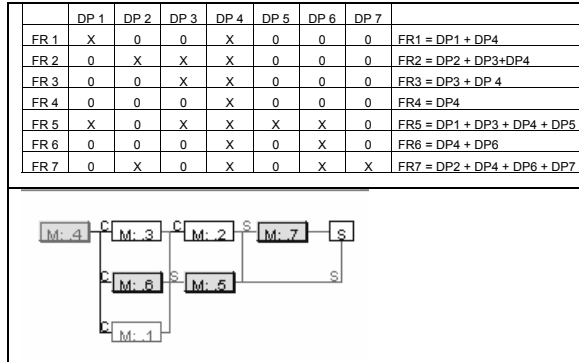 DP 1 DP 2 DP 3 DP 4 DP 5 DP 6 DP 7
FR 1 X 0 0 X 0 0 0 FR1 = DP1 + DP4
FR 2 0 X X X 0 0 0 FR2 = DP2 + DP3+DP4
FR 3 0 0 X X 0 0 0 FR3 = DP3 + DP 4
FR 4 0 0 0 X 0 0 0 FR4 = DP4
FR 5 X 0 X X X X 0 FR5 = DP1 + DP3 + DP4 + DP5
FR 6 0 0 0 X 0 X 0 FR6 = DP4 + DP6
FR 7 0 X 0 X 0 X X FR7 = DP2 + DP4 + DP6 + DP7
M: .4 C M: .3 C M: .2 S M: .7 S
C M: .6 S M: .5 S
C M: .1